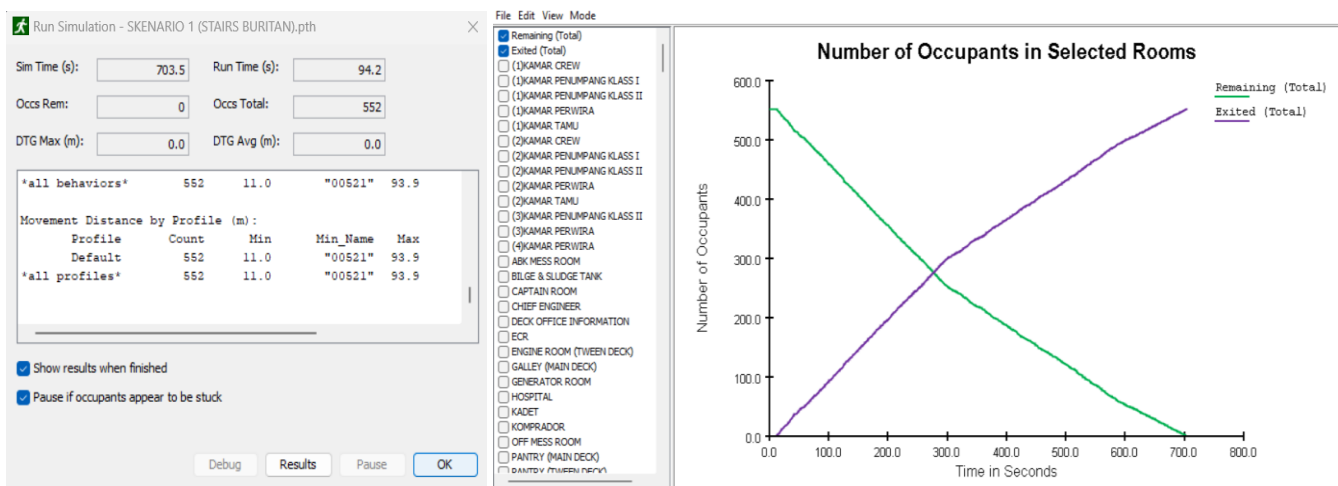 Run Simulation - SKENARIO 1 (STAIRS BURITAN).pth
Sim Time (s): 703.5 Run Time (s): 94.2
Occs Rem: 0 Occs Total: 552
DTG Max (m): 0.0 DTG Avg (m): 0.0
*all behaviors* 552 11.0 "00521" 93.9
Movement Distance by Profile (m):
Profile Count Min Min_Name Max
Default 552 11.0 "00521" 93.9
*all profiles* 552 11.0 "00521" 93.9
Show results when finished
Pause if occupants appear to be stuck
Debug Results Pause OK
File Edit View Mode
Remaining (Total)
Exited (Total)
(1)KAMAR CREW
(1)KAMAR PENUMPANG KLASS I
(1)KAMAR PENUMPANG KLASS II
(1)KAMAR PERWIRA
(1)KAMAR TAMU
(2)KAMAR CREW
(2)KAMAR PENUMPANG KLASS I
(2)KAMAR PENUMPANG KLASS II
(2)KAMAR PERWIRA
(2)KAMAR TAMU
(3)KAMAR PENUMPANG KLASS II
(3)KAMAR PERWIRA
(4)KAMAR PERWIRA
ABK MESS ROOM
BILGE & SLUDGE TANK
CAPTAIN ROOM
CHIEF ENGINEER
DECK OFFICE INFORMATION
ECR
ENGINE ROOM (TWEEN DECK)
GALLEY (MAIN DECK)
GENERATOR ROOM
HOSPITAL
KADET
KOMPRADOR
OFF MESS ROOM
PANTRY (MAIN DECK)
PANTRY (TWEEN DECK)
Number of Occupants in Selected Rooms
Remaining (Total)
Exited (Total)
Number of Occupants
600.0
500.0
400.0
300.0
200.0
100.0
0.0
0.0 100.0 200.0 300.0 400.0 500.0 600.0 700.0 800.0
Time in Seconds